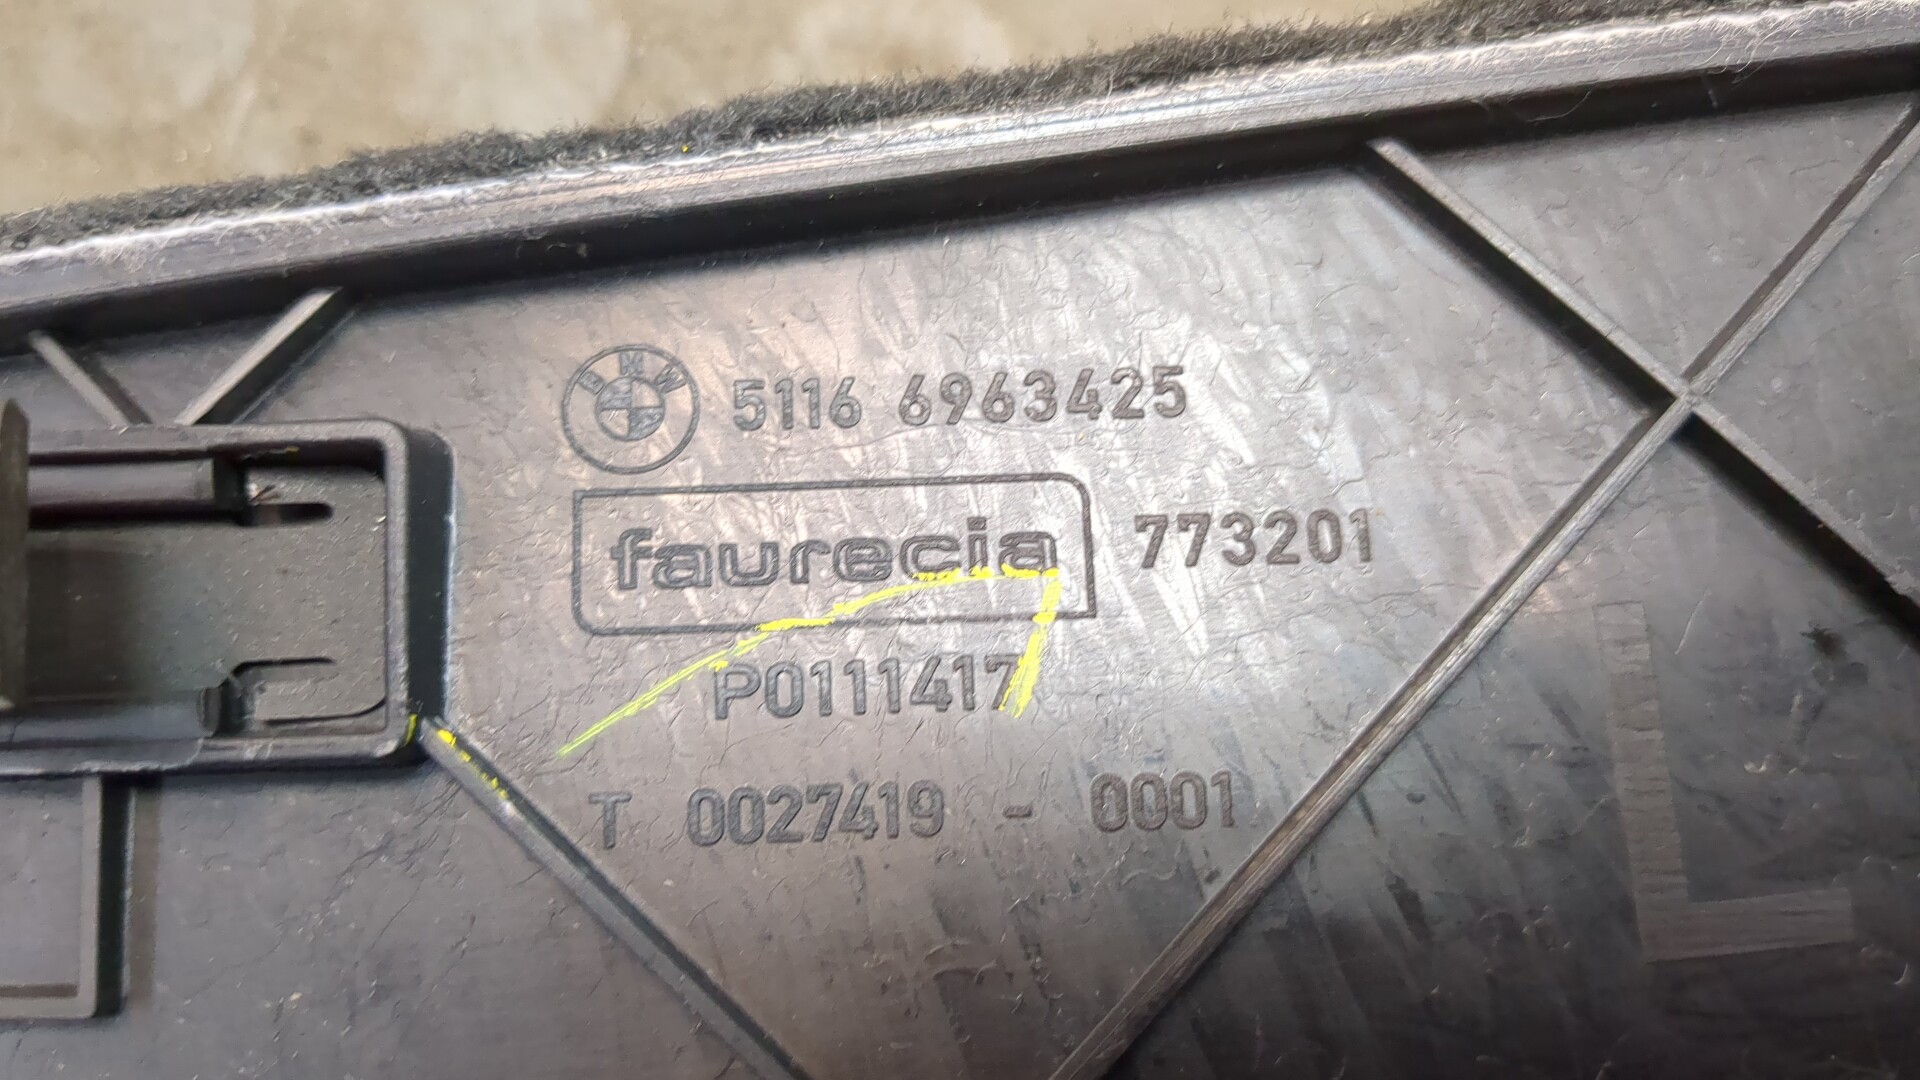 BMW 5116 6963425
faurecia 773201
P0111417
T 0027419 - 0001
L